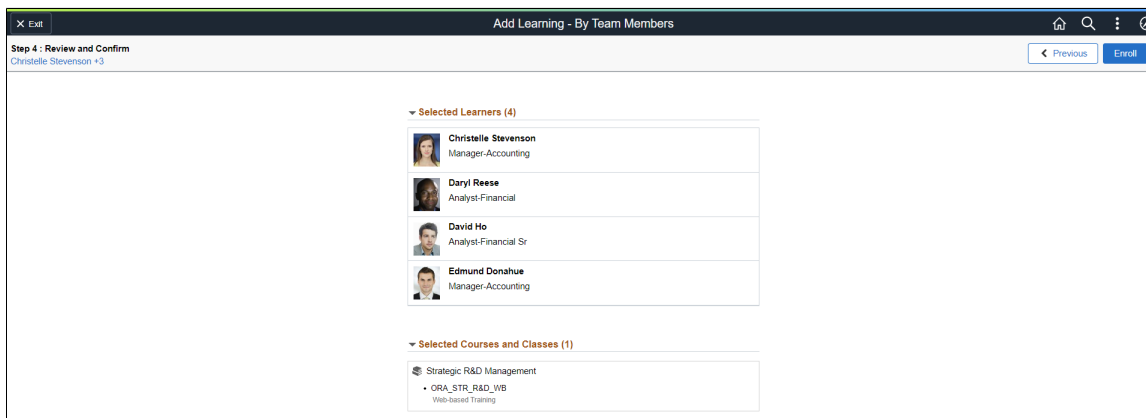 Exit
Add Learning - By Team Members
Step 4 : Review and Confirm
Christelle Stevenson +3
Previous
Enroll
Selected Learners (4)
Christelle Stevenson
Manager-Accounting
Daryl Reese
Analyst-Financial
David Ho
Analyst-Financial Sr
Edmund Donahue
Manager-Accounting
Selected Courses and Classes (1)
Strategic R&D Management
• ORA_STR_R&D_WB
Web-based Training